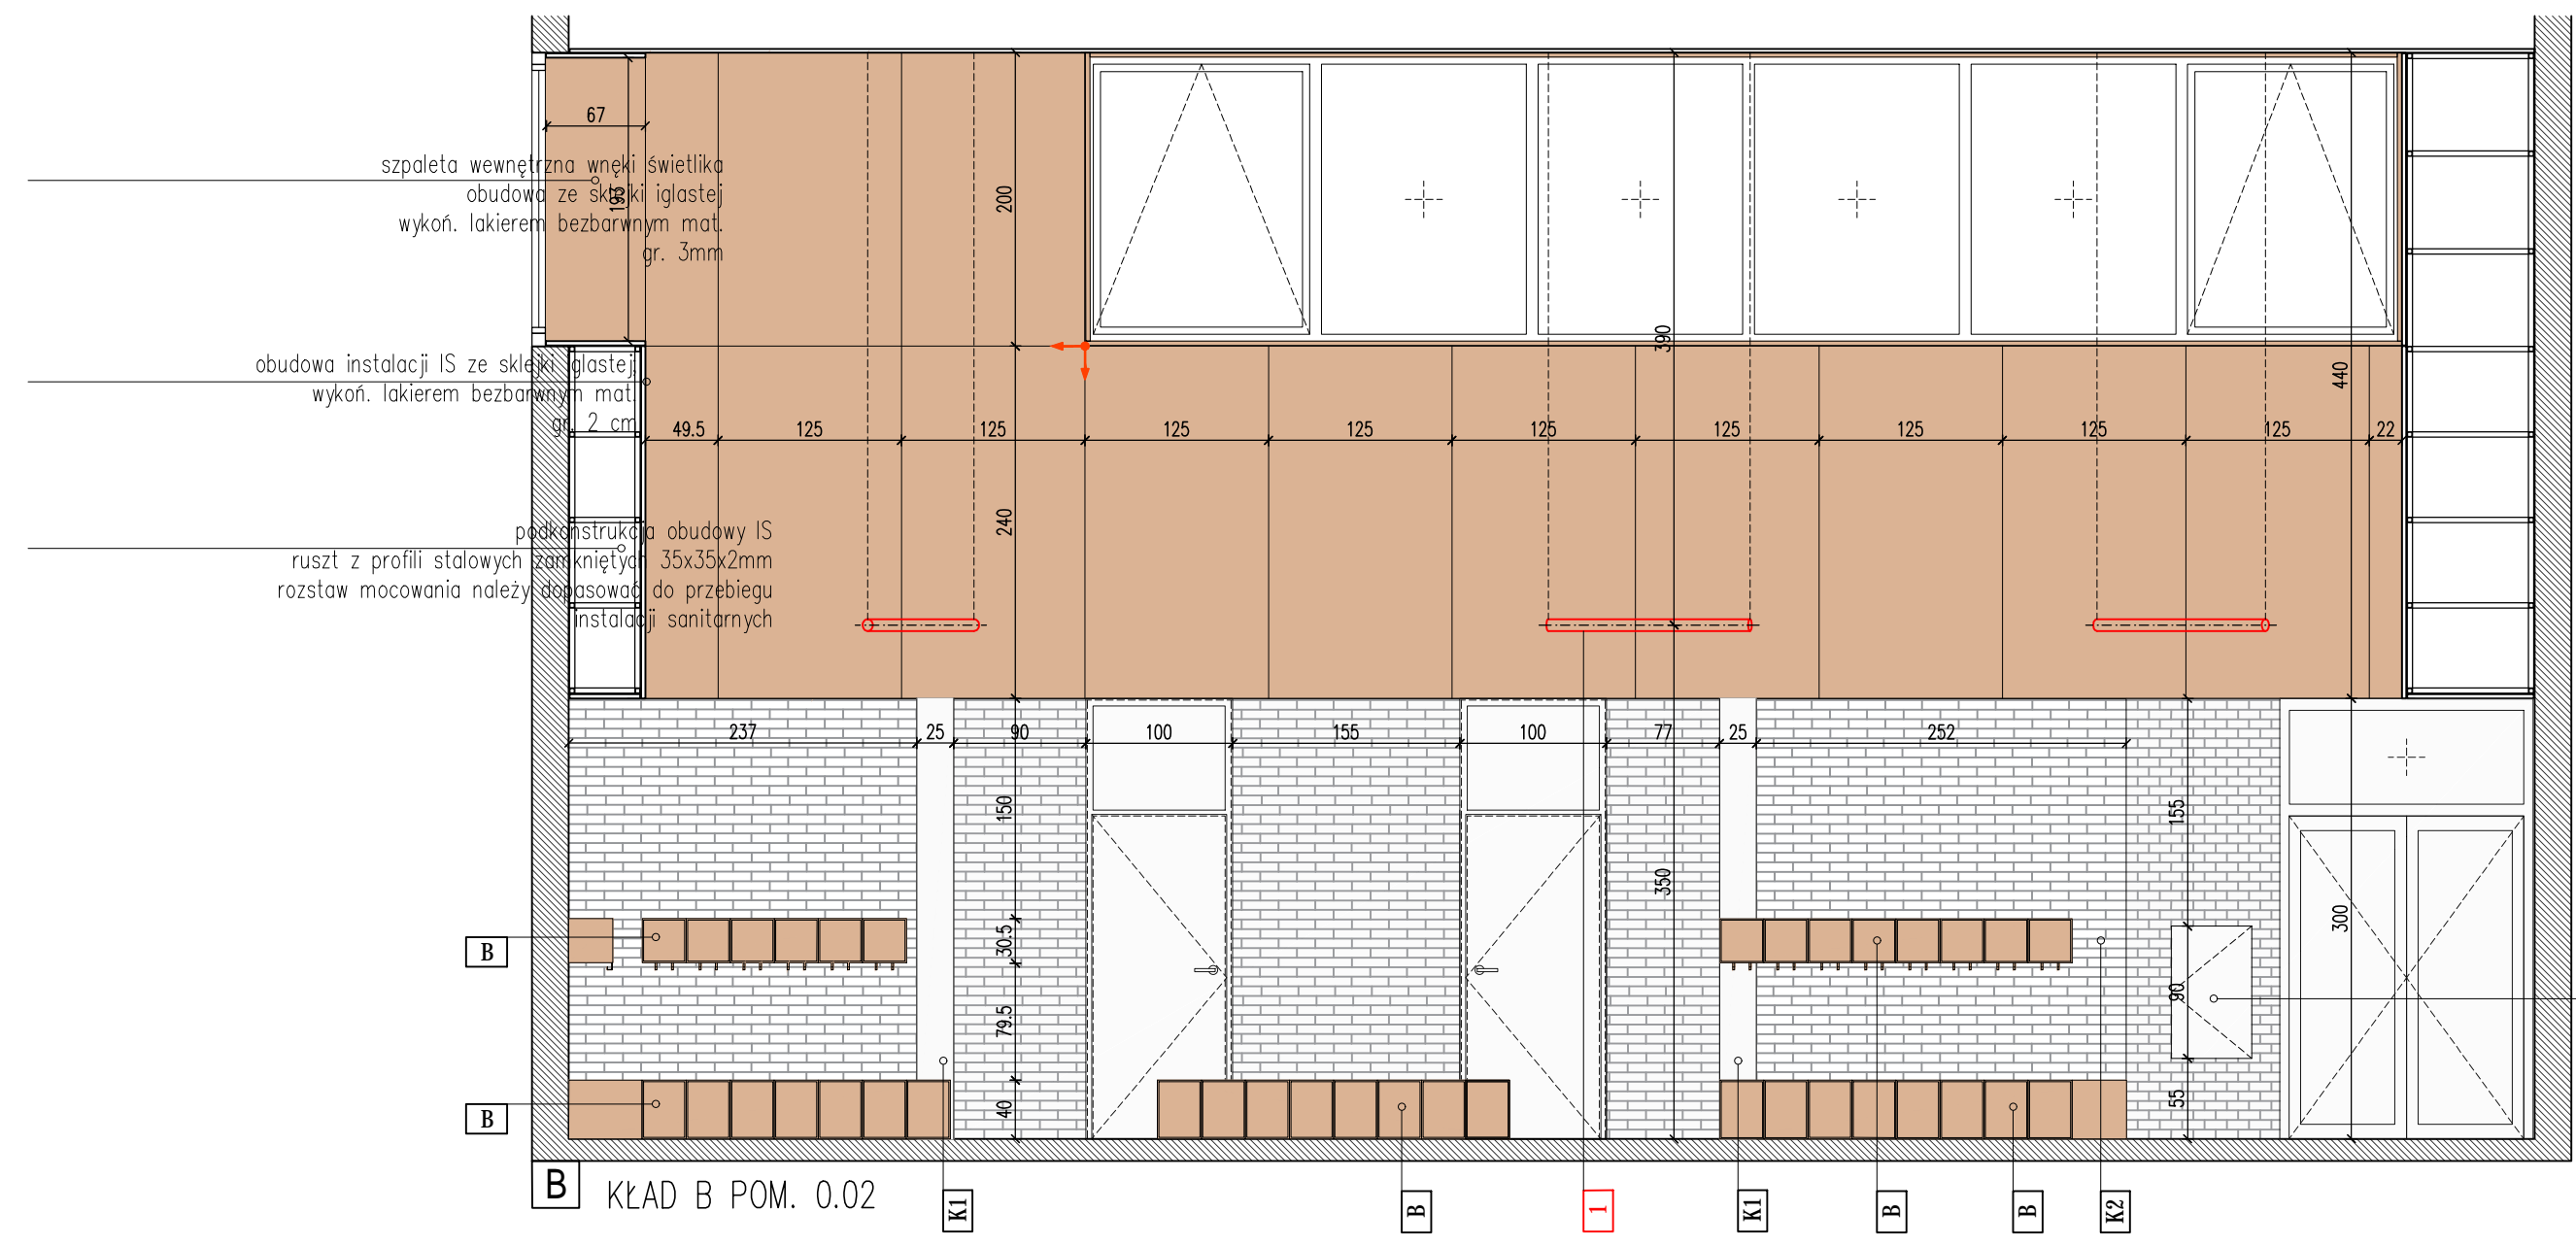 67
szpaleta wewnętrzna wnęki świetlika
obudowa ze sklejki iglastej
wykoń. lakierem bezbarwnym mat.
gr. 3mm
195
200
390
440
obudowa instalacji IS ze sklejki iglastej,
wykoń. lakierem bezbarwnym mat.
gr. 2 cm
49.5 125 125 125 125 125 125 125 125 125 22
240
podkonstrukcja obudowy IS
ruszt z profili stalowych zamkniętych 35x35x2mm
rozstaw mocowania należy dopasować do przebiegu
instalacji sanitarnych
237 25 90 100 155 100 77 25 252
150
155
350
300
30.5
B
90
79.5
40
55
B
B KŁAD B POM. 0.02
K1
B
1
K1
B
B
K2